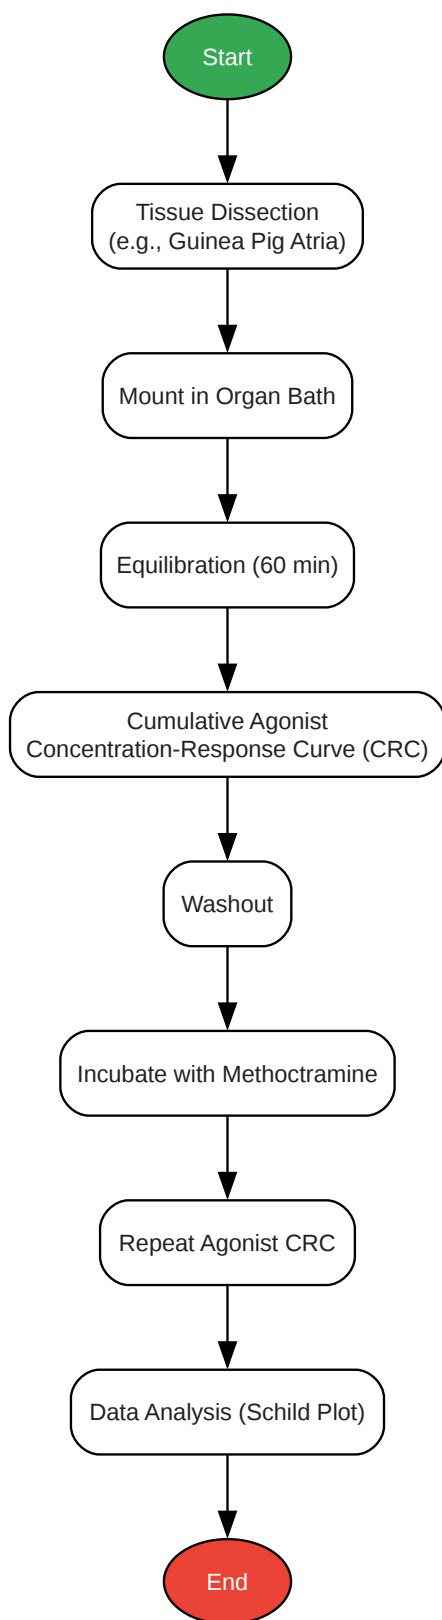 Start
Tissue Dissection
(e.g., Guinea Pig Atria)
Mount in Organ Bath
Equilibration (60 min)
Cumulative Agonist
Concentration-Response Curve (CRC)
Washout
Incubate with Methoctramine
Repeat Agonist CRC
Data Analysis (Schild Plot)
End